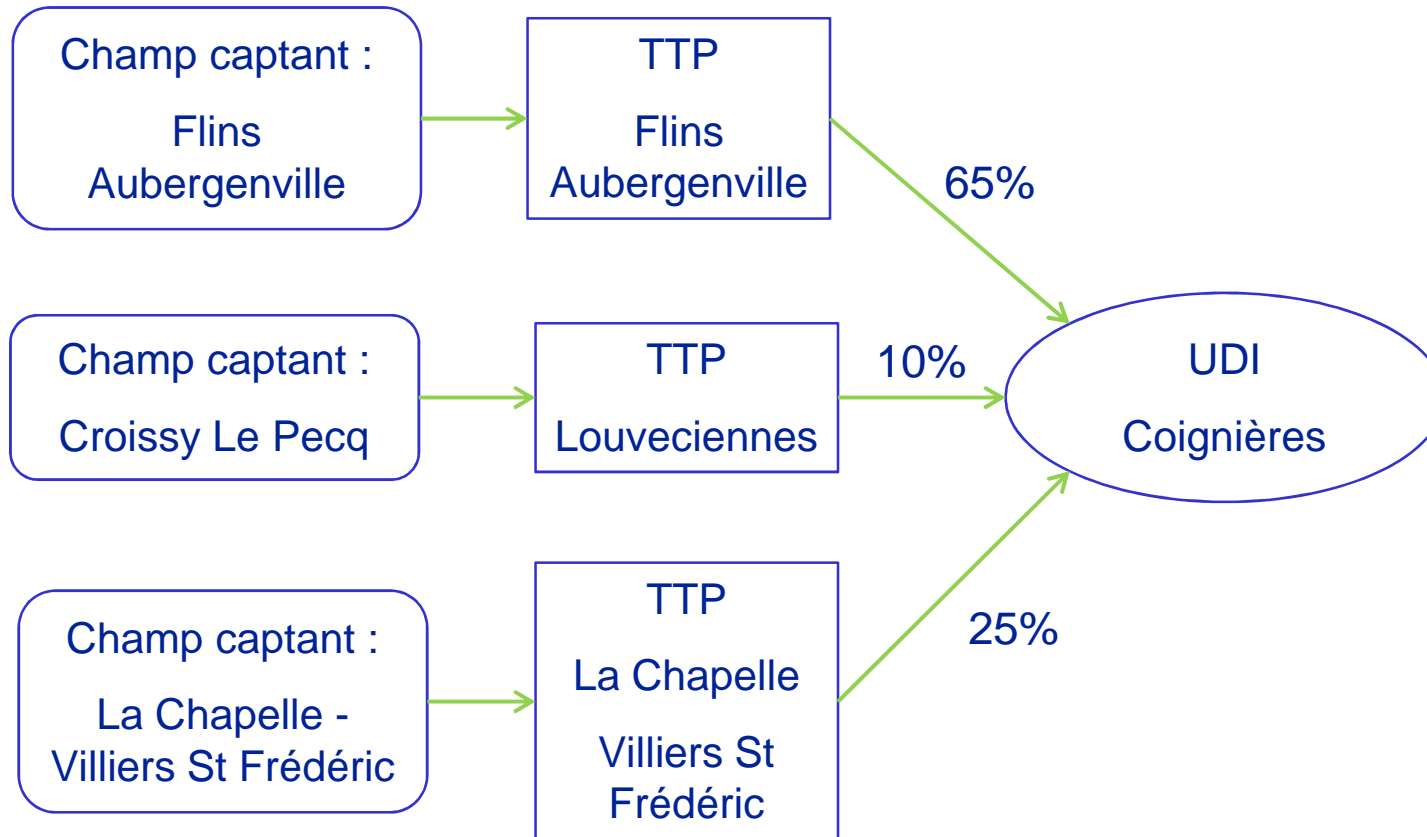 Champ captant :
Flins
Aubergenville
TTP
Flins
Aubergenville
65%
Champ captant :
Croissy Le Pecq
TTP
Louveciennes
10%
UDI
Coignières
Champ captant :
La Chapelle -
Villiers St Frédéric
TTP
La Chapelle
Villiers St
Frédéric
25%